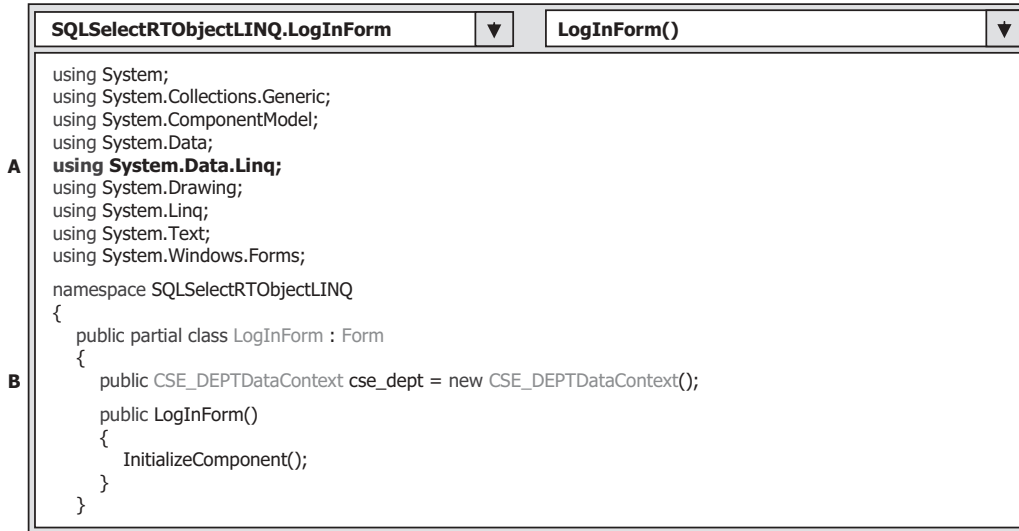 SQLSelectRTObjectLINQ.LogInForm LogInForm()
using System;
using System.Collections.Generic;
using System.ComponentModel;
using System.Data;
A using System.Data.Linq;
using System.Drawing;
using System.Linq;
using System.Text;
using System.Windows.Forms;
namespace SQLSelectRTObjectLINQ
{
public partial class LogInForm : Form
{
B public CSE_DEPTDataContext cse_dept = new CSE_DEPTDataContext();
public LogInForm()
{
InitializeComponent();
}
}